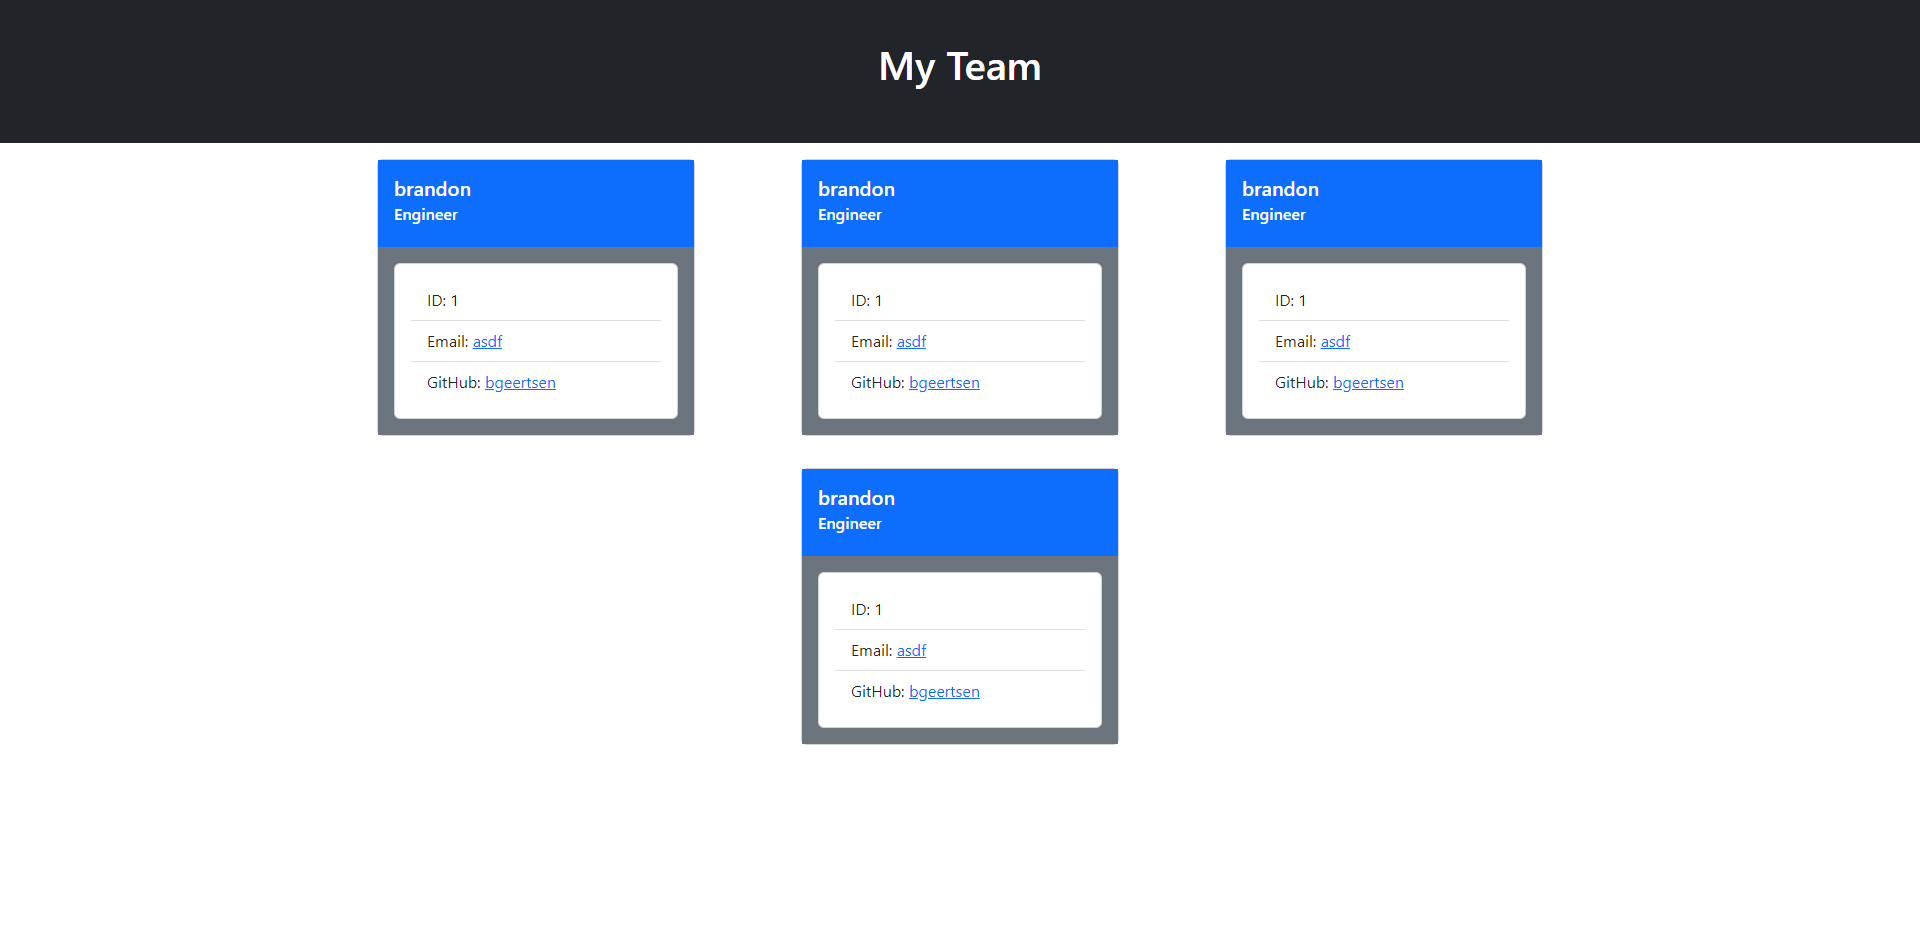 My Team
brandon
Engineer
ID: 1
Email: asdf
GitHub: bgeertsen
brandon
Engineer
ID: 1
Email: asdf
GitHub: bgeertsen
brandon
Engineer
ID: 1
Email: asdf
GitHub: bgeertsen
brandon
Engineer
ID: 1
Email: asdf
GitHub: bgeertsen